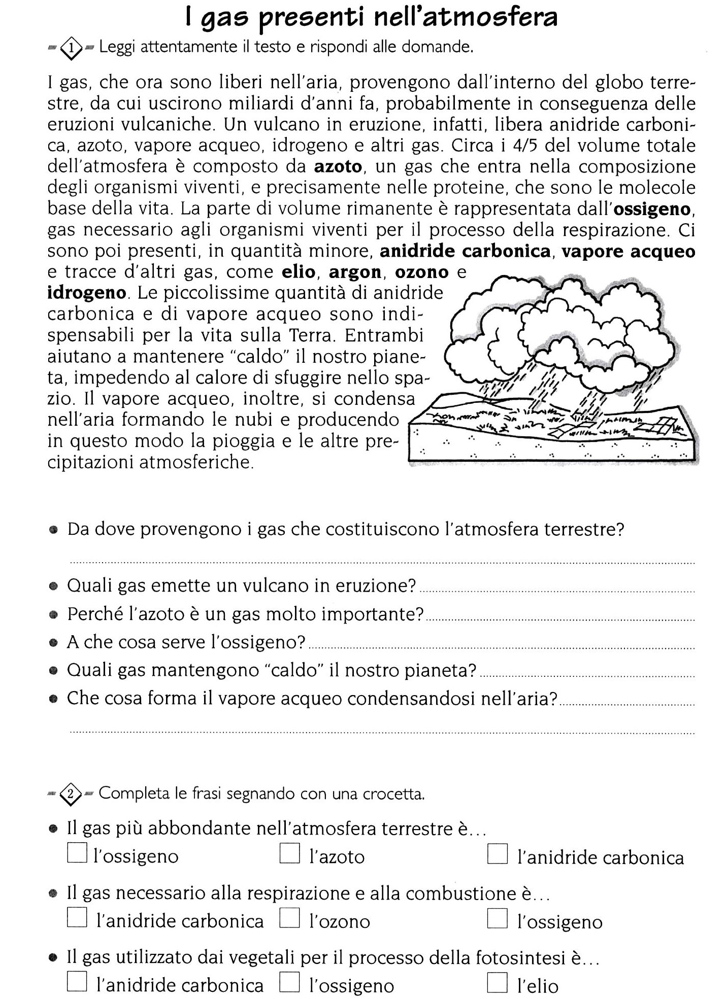 I gas presenti nell'atmosfera
1 Leggi attentamente il testo e rispondi alle domande.
I gas, che ora sono liberi nell'aria, provengono dall'interno del globo terre-
stre, da cui uscirono miliardi d'anni fa, probabilmente in conseguenza delle
eruzioni vulcaniche. Un vulcano in eruzione, infatti, libera anidride carboni-
ca, azoto, vapore acqueo, idrogeno e altri gas. Circa i 4/5 del volume totale
dell'atmosfera è composto da azoto, un gas che entra nella composizione
degli organismi viventi, e precisamente nelle proteine, che sono le molecole
base della vita. La parte di volume rimanente è rappresentata dall'ossigeno,
gas necessario agli organismi viventi per il processo della respirazione. Ci
sono poi presenti, in quantità minore, anidride carbonica, vapore acqueo
e tracce d'altri gas, come elio, argon, ozono e
idrogeno. Le piccolissime quantità di anidride
carbonica e di vapore acqueo sono indi-
spensabili per la vita sulla Terra. Entrambi
aiutano a mantenere “caldo” il nostro piane-
ta, impedendo al calore di sfuggire nello spa-
zio. Il vapore acqueo, inoltre, si condensa
nell'aria formando le nubi e producendo
in questo modo la pioggia e le altre pre-
cipitazioni atmosferiche.
• Da dove provengono i gas che costituiscono l'atmosfera terrestre?
• Quali gas emette un vulcano in eruzione?
• Perché l'azoto è un gas molto importante?
• A che cosa serve l'ossigeno?
• Quali gas mantengono “caldo” il nostro pianeta?
• Che cosa forma il vapore acqueo condensandosi nell'aria?
2 Completa le frasi segnando con una crocetta.
• Il gas più abbondante nell'atmosfera terrestre è...
l'ossigeno l'azoto l'anidride carbonica
• Il gas necessario alla respirazione e alla combustione è...
l'anidride carbonica l'ozono l'ossigeno
• Il gas utilizzato dai vegetali per il processo della fotosintesi è...
l'anidride carbonica l'ossigeno l'elio